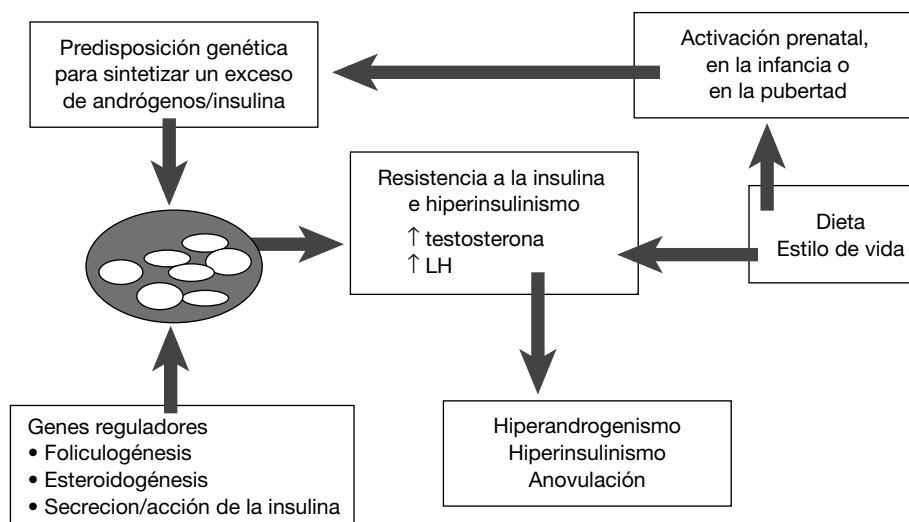 Predisposición genética
para sintetizar un exceso
de andrógenos/insulina
Activación prenatal,
en la infancia o
en la pubertad
Resistencia a la insulina
e hiperinsulinismo
↑ testosterona
↑ LH
Dieta
Estilo de vida
Genes reguladores
• Foliculogénesis
• Esteroidogénesis
• Secrecion/acción de la insulina
Hiperandrogenismo
Hiperinsulinismo
Anovulación